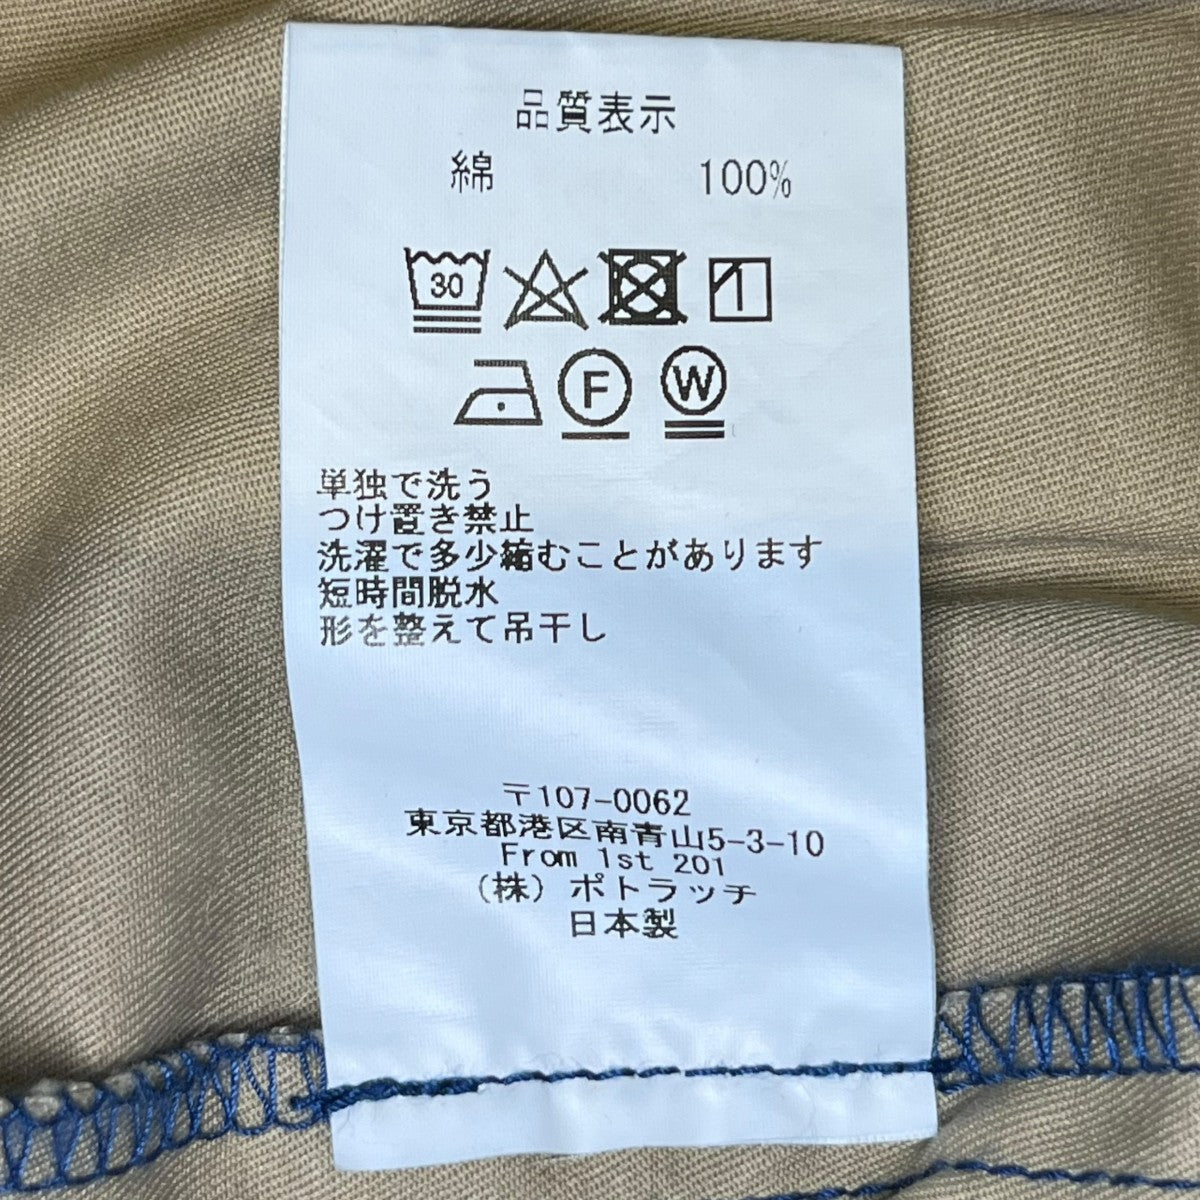 品質表示
綿 100%
30
F W
単独で洗う
つけ置き禁止
洗濯で多少縮むことがあります
短時間脱水
形を整えて吊干し
〒107-0062
東京都港区南青山5-3-10
From 1st 201
(株) ポトラッチ
日本製